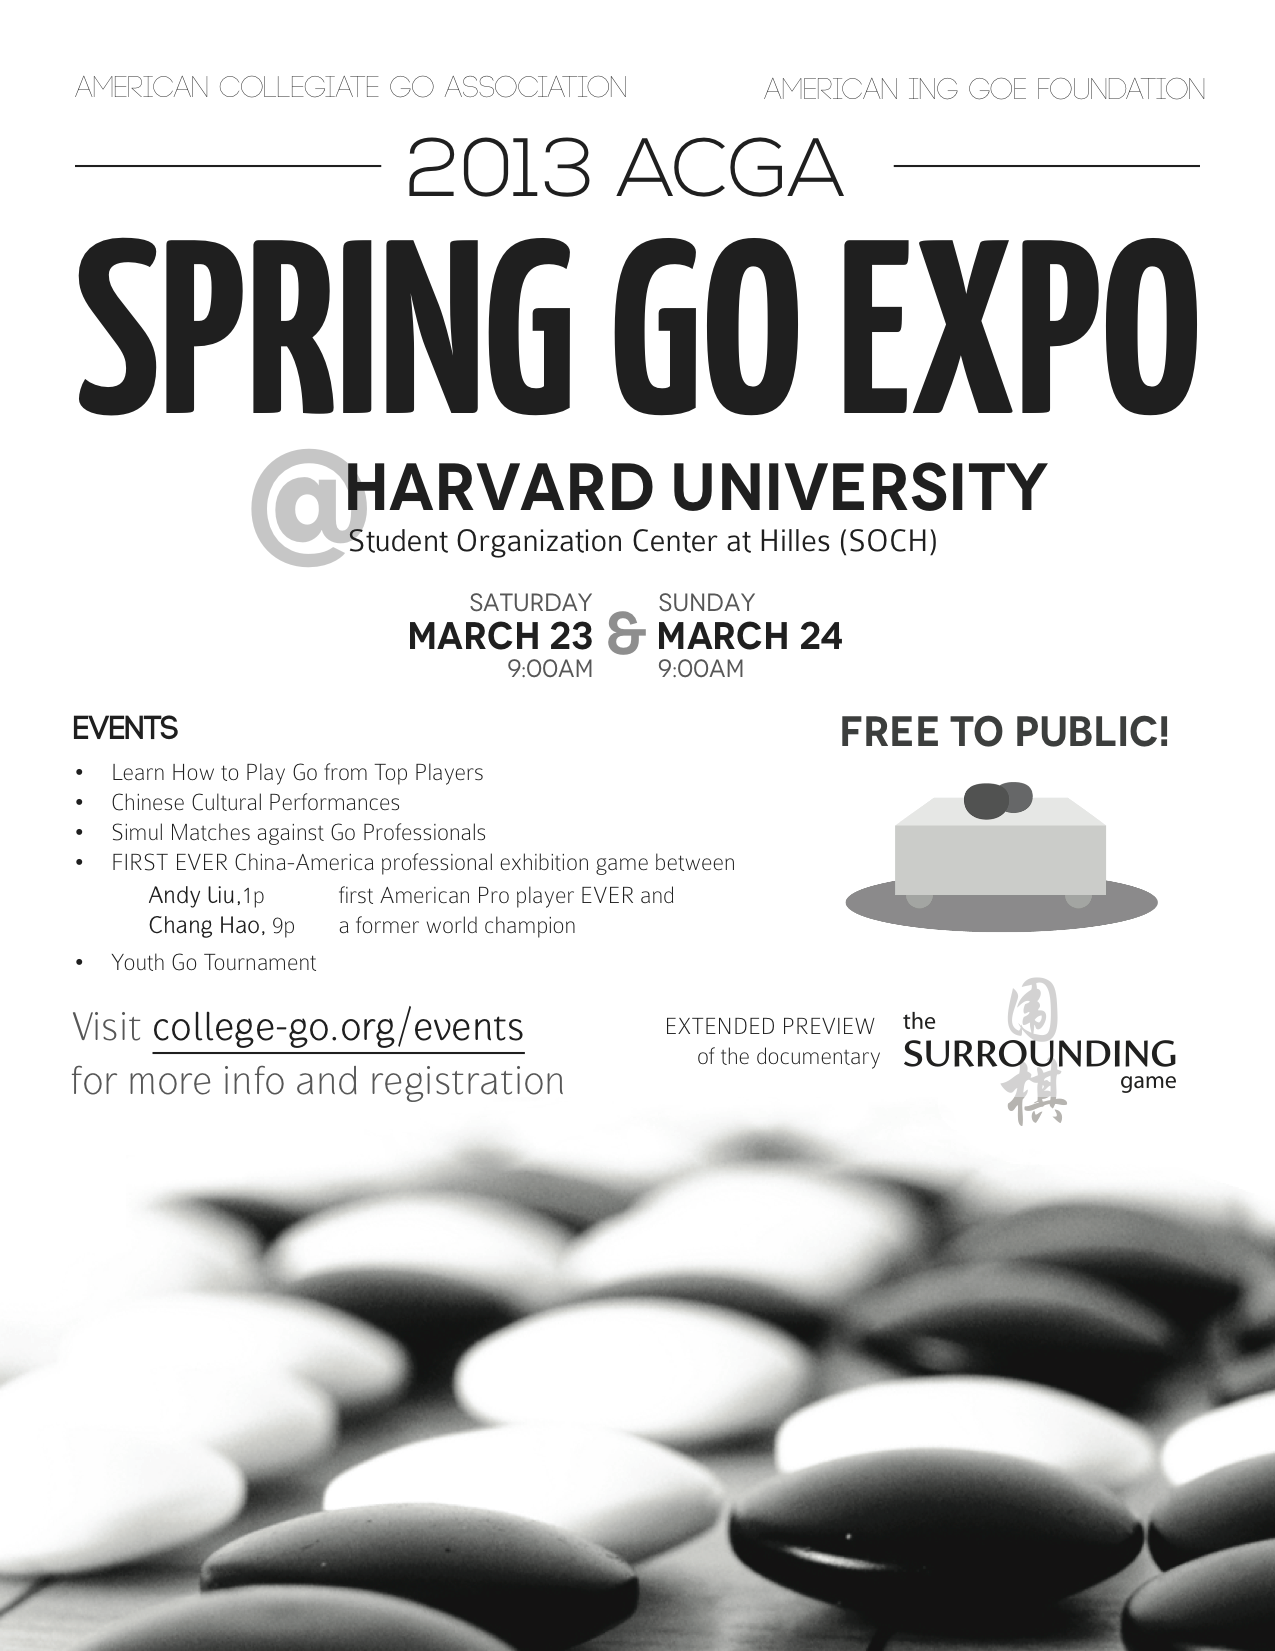 AMERICAN COLLEGIATE GO ASSOCIATION
AMERICAN ING GOE FOUNDATION
2013 ACGA
SPRING GO EXPO
@HARVARD UNIVERSITY
Student Organization Center at Hilles (SOCH)
SATURDAY
MARCH 23
9:00AM
&
SUNDAY
MARCH 24
9:00AM
EVENTS
• Learn How to Play Go from Top Players
• Chinese Cultural Performances
• Simul Matches against Go Professionals
• FIRST EVER China-America professional exhibition game between
Andy Liu,1p first American Pro player EVER and
Chang Hao, 9p a former world champion
• Youth Go Tournament
FREE TO PUBLIC!
Visit college-go.org/events
for more info and registration
EXTENDED PREVIEW
of the documentary
the
SURROUNDING
game
围
棋